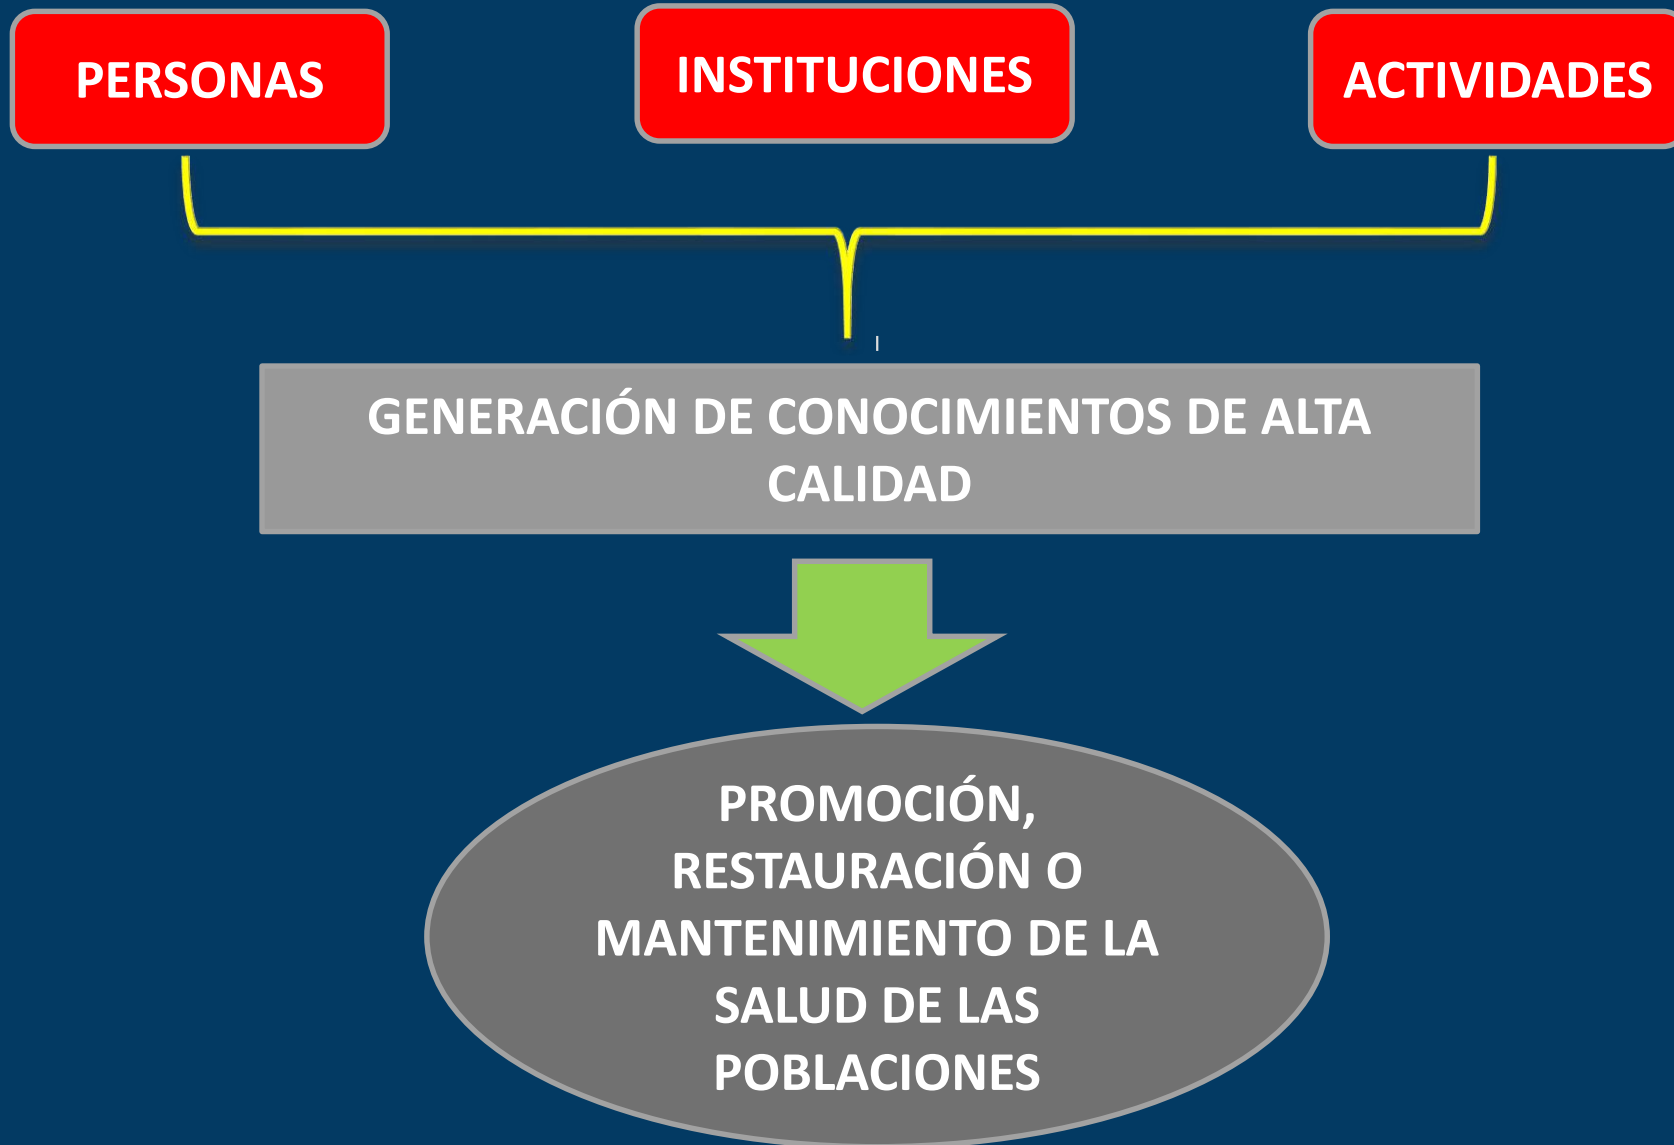 PERSONAS
INSTITUCIONES
ACTIVIDADES
GENERACIÓN DE CONOCIMIENTOS DE ALTA
CALIDAD
PROMOCIÓN,
RESTAURACIÓN O
MANTENIMIENTO DE LA
SALUD DE LAS
POBLACIONES